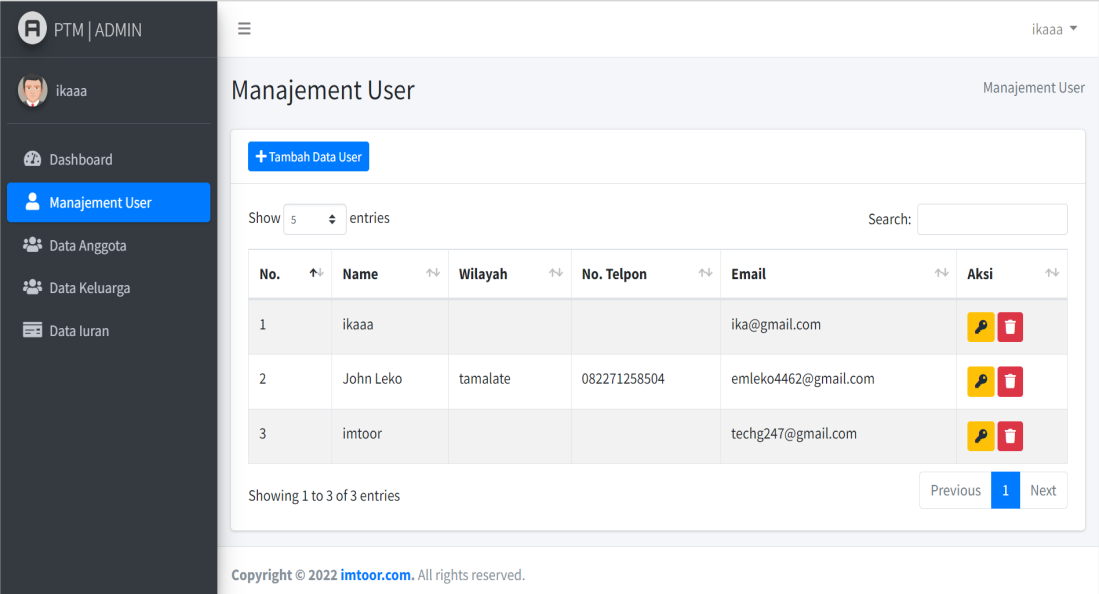 PTM | ADMIN
ikaaa
ikaaa
Dashboard
Manajement User
Data Anggota
Data Keluarga
Data Iuran
Manajement User
Manajement User
Tambah Data User
Show 5 entries
Search:
No. Name Wilayah No. Telpon Email Aksi
1 ikaaa ika@gmail.com
2 John Leko tamalate 082271258504 emleko4462@gmail.com
3 imtoor techg247@gmail.com
Showing 1 to 3 of 3 entries
Previous 1 Next
Copyright © 2022 imtoor.com. All rights reserved.